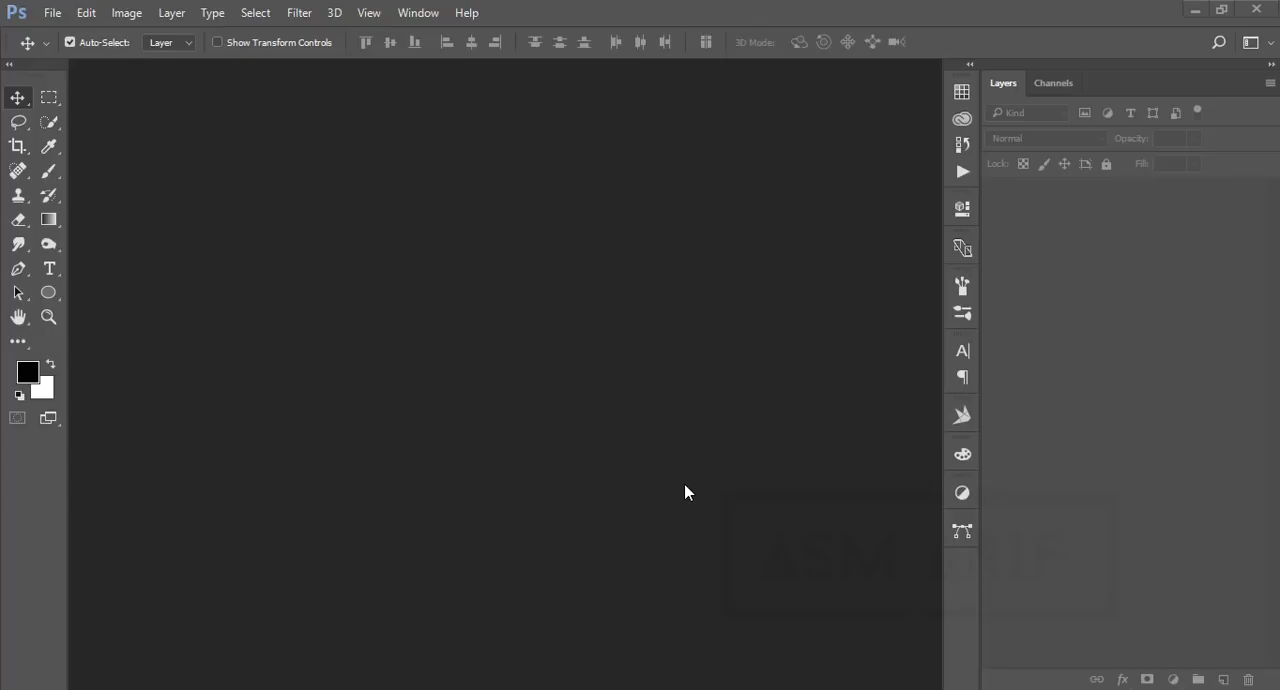 Ps File Edit Image Layer Type Select Filter 3D View Window Help
Auto-Select: Layer Show Transform Controls 3D Mode:
Layers Channels
Kind
Normal Opacity:
Lock: Fill: